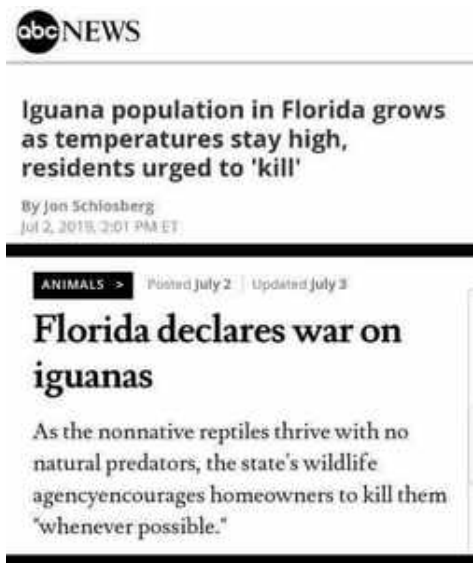 abc NEWS
Iguana population in Florida grows
as temperatures stay high,
residents urged to 'kill'
By Jon Schlosberg
Jul 2, 2019, 2:01 PM ET
ANIMALS > Posted July 2 | Updated July 3
Florida declares war on
iguanas
As the nonnative reptiles thrive with no
natural predators, the state's wildlife
agencyencourages homeowners to kill them
"whenever possible."